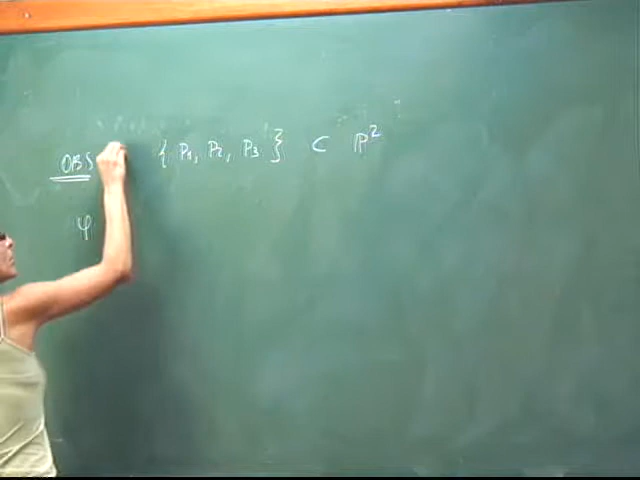 OBS { P1, P2, P3 } ⊂ ℙ²
φ